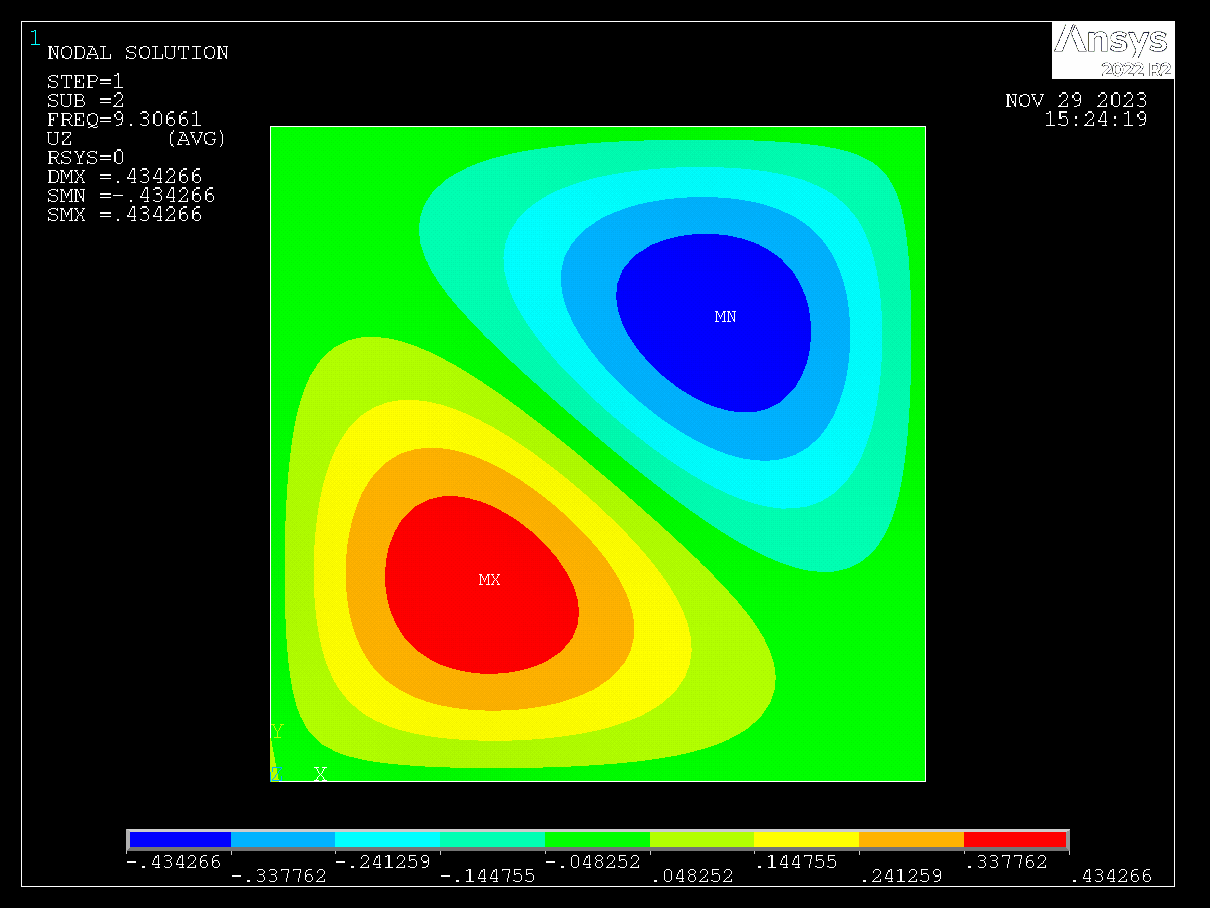 1
NODAL SOLUTION
STEP=1
SUB =2
FREQ=9.30661
UZ (AVG)
RSYS=0
DMX =.434266
SMN =-.434266
SMX =.434266
Ansys
2022 R2
NOV 29 2023
15:24:19
MN
MX
Y
Z X
-.434266 -.241259 -.048252 .144755 .337762
-.337762 -.144755 .048252 .241259 .434266